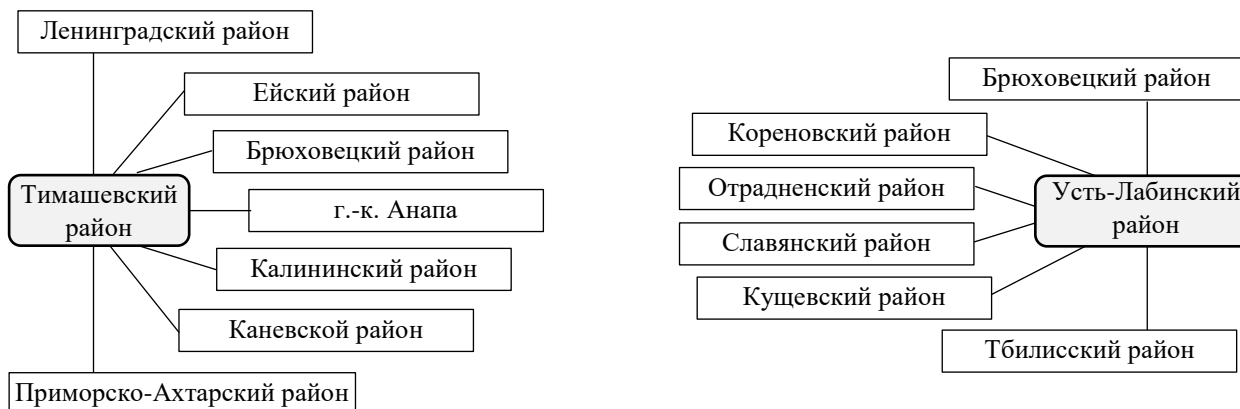 Ленинградский район
Ейский район
Брюховецкий район
Тимашевский
район
г.-к. Анапа
Калининский район
Каневской район
Приморско-Ахтарский район
Брюховецкий район
Кореновский район
Отрадненский район
Усть-Лабинский
район
Славянский район
Кущевский район
Тбилисский район